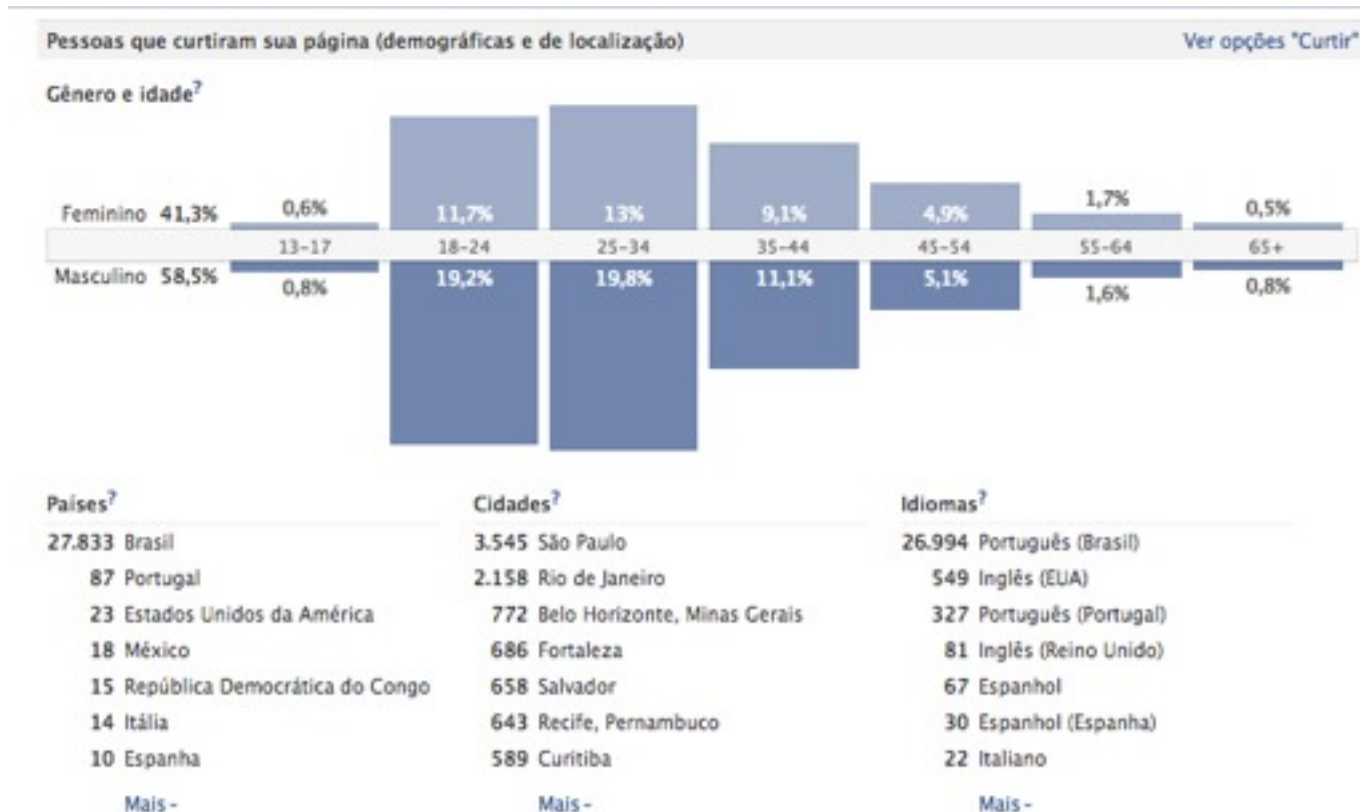 Pessoas que curtiram sua página (demográficas e de localização) Ver opções "Curtir"
Gênero e idade?
Feminino 41,3% 0,6% 11,7% 13% 9,1% 4,9% 1,7% 0,5%
13-17 18-24 25-34 35-44 45-54 55-64 65+
Masculino 58,5% 0,8% 19,2% 19,8% 11,1% 5,1% 1,6% 0,8%
Países?
27.833 Brasil
87 Portugal
23 Estados Unidos da América
18 México
15 República Democrática do Congo
14 Itália
10 Espanha
Mais -
Cidades?
3.545 São Paulo
2.158 Rio de Janeiro
772 Belo Horizonte, Minas Gerais
686 Fortaleza
658 Salvador
643 Recife, Pernambuco
589 Curitiba
Mais -
Idiomas?
26.994 Português (Brasil)
549 Inglês (EUA)
327 Português (Portugal)
81 Inglês (Reino Unido)
67 Espanhol
30 Espanhol (Espanha)
22 Italiano
Mais -